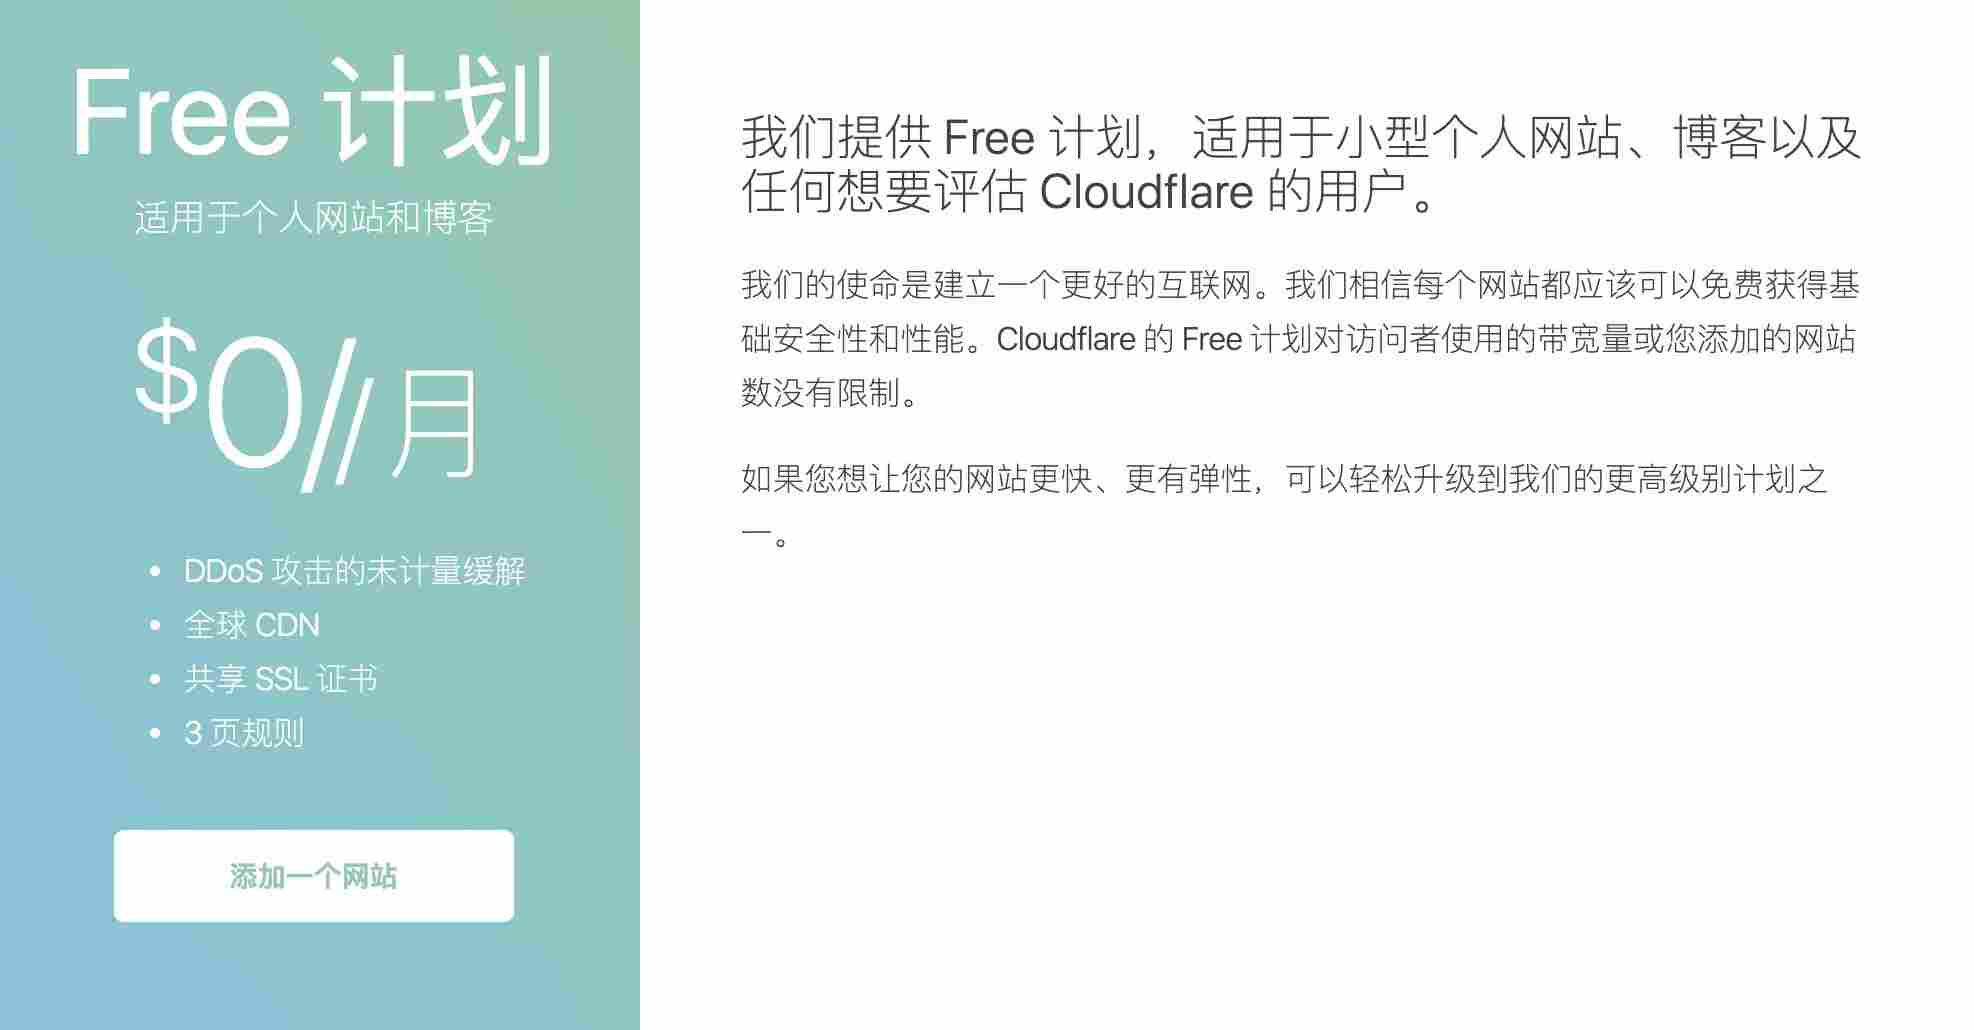 Free 计划
适用于个人网站和博客
$0//月
• DDoS 攻击的未计量缓解
• 全球 CDN
• 共享 SSL 证书
• 3 页规则
添加一个网站
我们提供 Free 计划，适用于小型个人网站、博客以及
任何想要评估 Cloudflare 的用户。
我们的使命是建立一个更好的互联网。我们相信每个网站都应该可以免费获得基
础安全性和性能。Cloudflare 的 Free 计划对访问者使用的带宽量或您添加的网站
数没有限制。
如果您想让您的网站更快、更有弹性，可以轻松升级到我们的更高级别计划之
一。